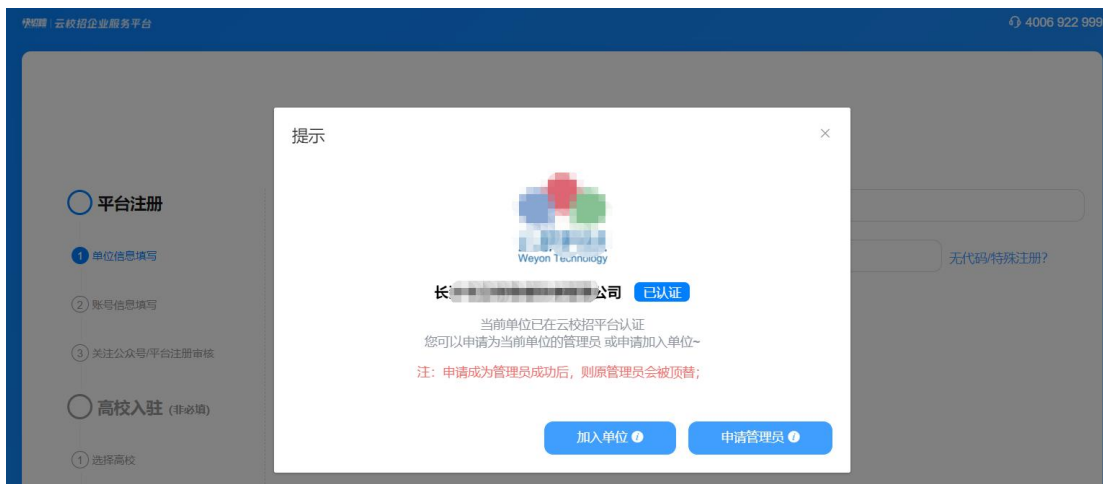 云校招企业服务平台
4006 922 999
提示
×
平台注册
1 单位信息填写
无代码/特殊注册?
Weyon Technology
长 公司 已认证
2 账号信息填写
当前单位已在云校招平台认证
您可以申请为当前单位的管理员 或申请加入单位~
3 关注公众号/平台注册审核
注：申请成为管理员成功后，则原管理员会被顶替；
高校入驻 (非必填)
加入单位 申请管理员
1 选择高校